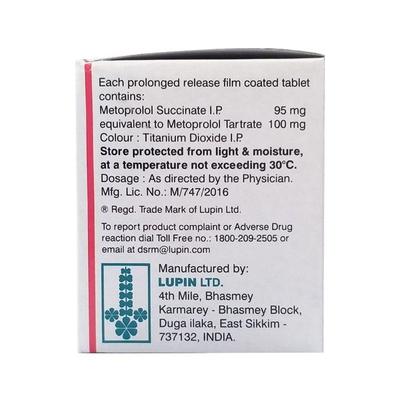 Each prolonged release film coated tablet
contains:
Metoprolol Succinate I.P. 95 mg
equivalent to Metoprolol Tartrate 100 mg
Colour : Titanium Dioxide I.P.
Store protected from light & moisture,
at a temperature not exceeding 30°C.
Dosage : As directed by the Physician.
Mfg. Lic. No.: M/747/2016
® Regd. Trade Mark of Lupin Ltd.
To report product complaint or Adverse Drug
reaction dial Toll Free no.: 1800-209-2505 or
email at dsrm@lupin.com
Manufactured by:
LUPIN LTD.
4th Mile, Bhasmey
Karmarey - Bhasmey Block,
Duga ilaka, East Sikkim -
737132, INDIA.